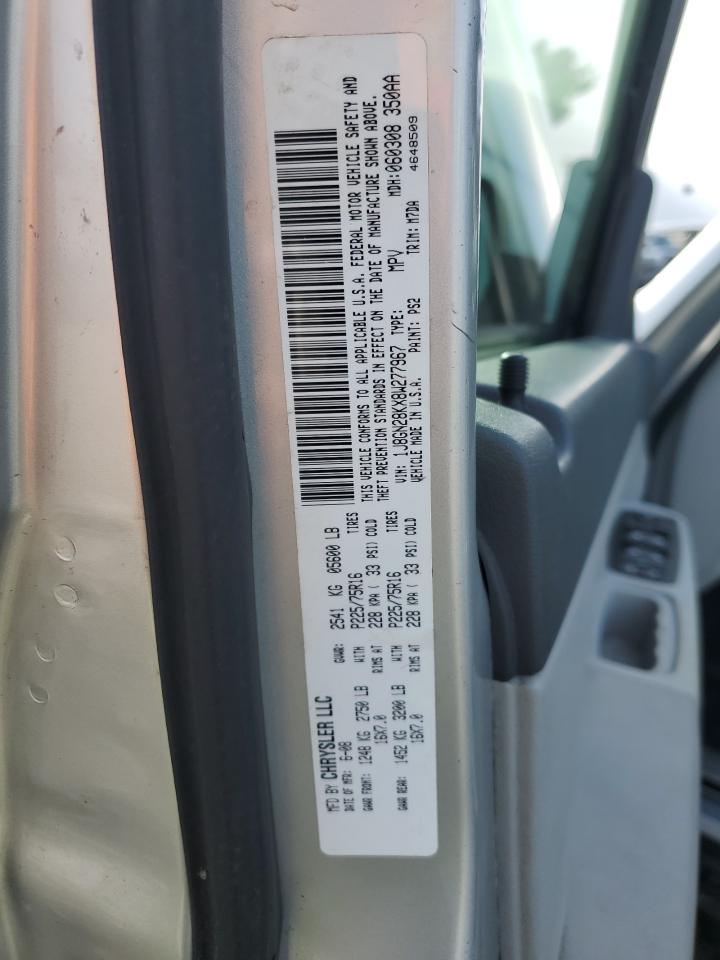 MFD BY CHRYSLER LLC
DATE OF MFR: 6-08 GVWR: 2541 KG 05600 LB
GAWR FRONT: 1248 KG 2750 LB WITH P225/75R16 TIRES
16X7.0 RIMS AT 228 KPA ( 33 PSI) COLD
GAWR REAR: 1452 KG 3200 LB WITH P225/75R16 TIRES
16X7.0 RIMS AT 228 KPA ( 33 PSI) COLD
THIS VEHICLE CONFORMS TO ALL APPLICABLE U.S.A. FEDERAL MOTOR VEHICLE SAFETY AND
THEFT PREVENTION STANDARDS IN EFFECT ON THE DATE OF MANUFACTURE SHOWN ABOVE.
VIN: 1J8GN28KX8W277967 TYPE: MPV MDH:060308 350AA
VEHICLE MADE IN U.S.A. PAINT: PS2 TRIM: M7DA 4648509